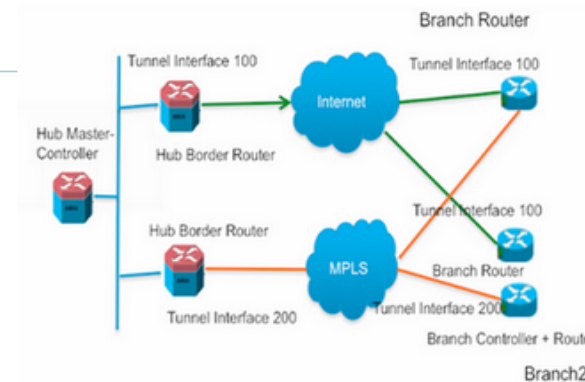 Branch Router
Tunnel Interface 100
Tunnel Interface 100
Internet
Hub Master-
Controller
Hub Border Router
Tunnel Interface 100
Hub Border Router
MPLS
Branch Router
Tunnel Interface 200
Tunnel Interface 200
Branch Controller + Route
Branch2